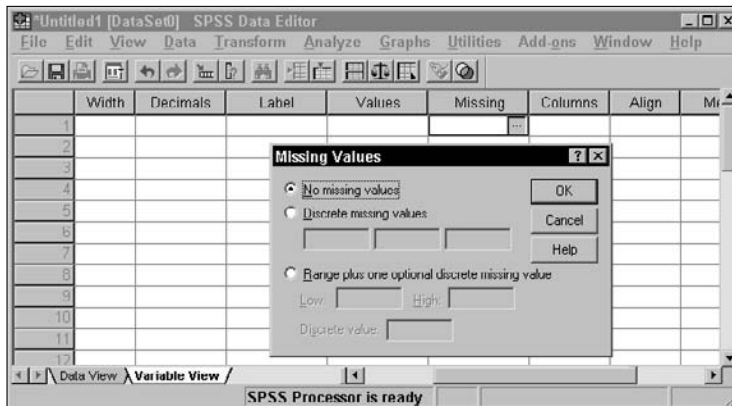 *Untitled1 [DataSet0] SPSS Data Editor
File Edit View Data Transform Analyze Graphs Utilities Add-ons Window Help
Width Decimals Label Values Missing Columns Align
1
2
3
4
5
6
7
8
9
10
11
12
Missing Values
No missing values
OK
Discrete missing values
Cancel
Help
Range plus one optional discrete missing value
Low: High:
Discrete value:
Data View Variable View
SPSS Processor is ready